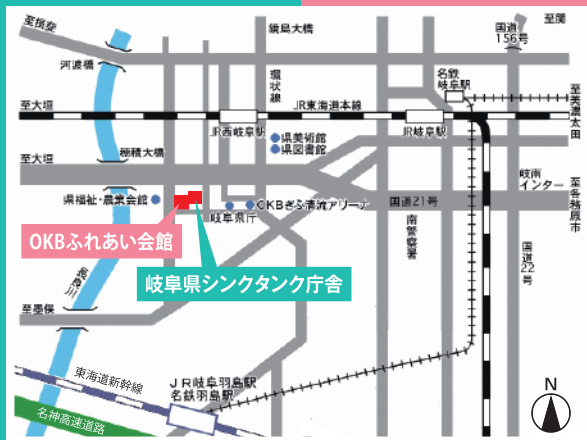 至揖斐
鏡島大橋
国道
156号
至関
河渡橋
環状線
名鉄
岐阜駅
至大垣
JR東海道本線
至美濃太田
JR西岐阜駅
JR岐阜駅
県美術館
県図書館
至大垣
穂積大橋
岐南
インター
至各務原市
県福祉・農業会館
OKBぎふ清流アリーナ
国道21号
岐阜県庁
南警察署
OKBふれあい会館
国道22号
岐阜県シンクタンク庁舎
長良川
至墨俣
東海道新幹線
JR岐阜羽島駅
名鉄羽島駅
名神高速道路
N